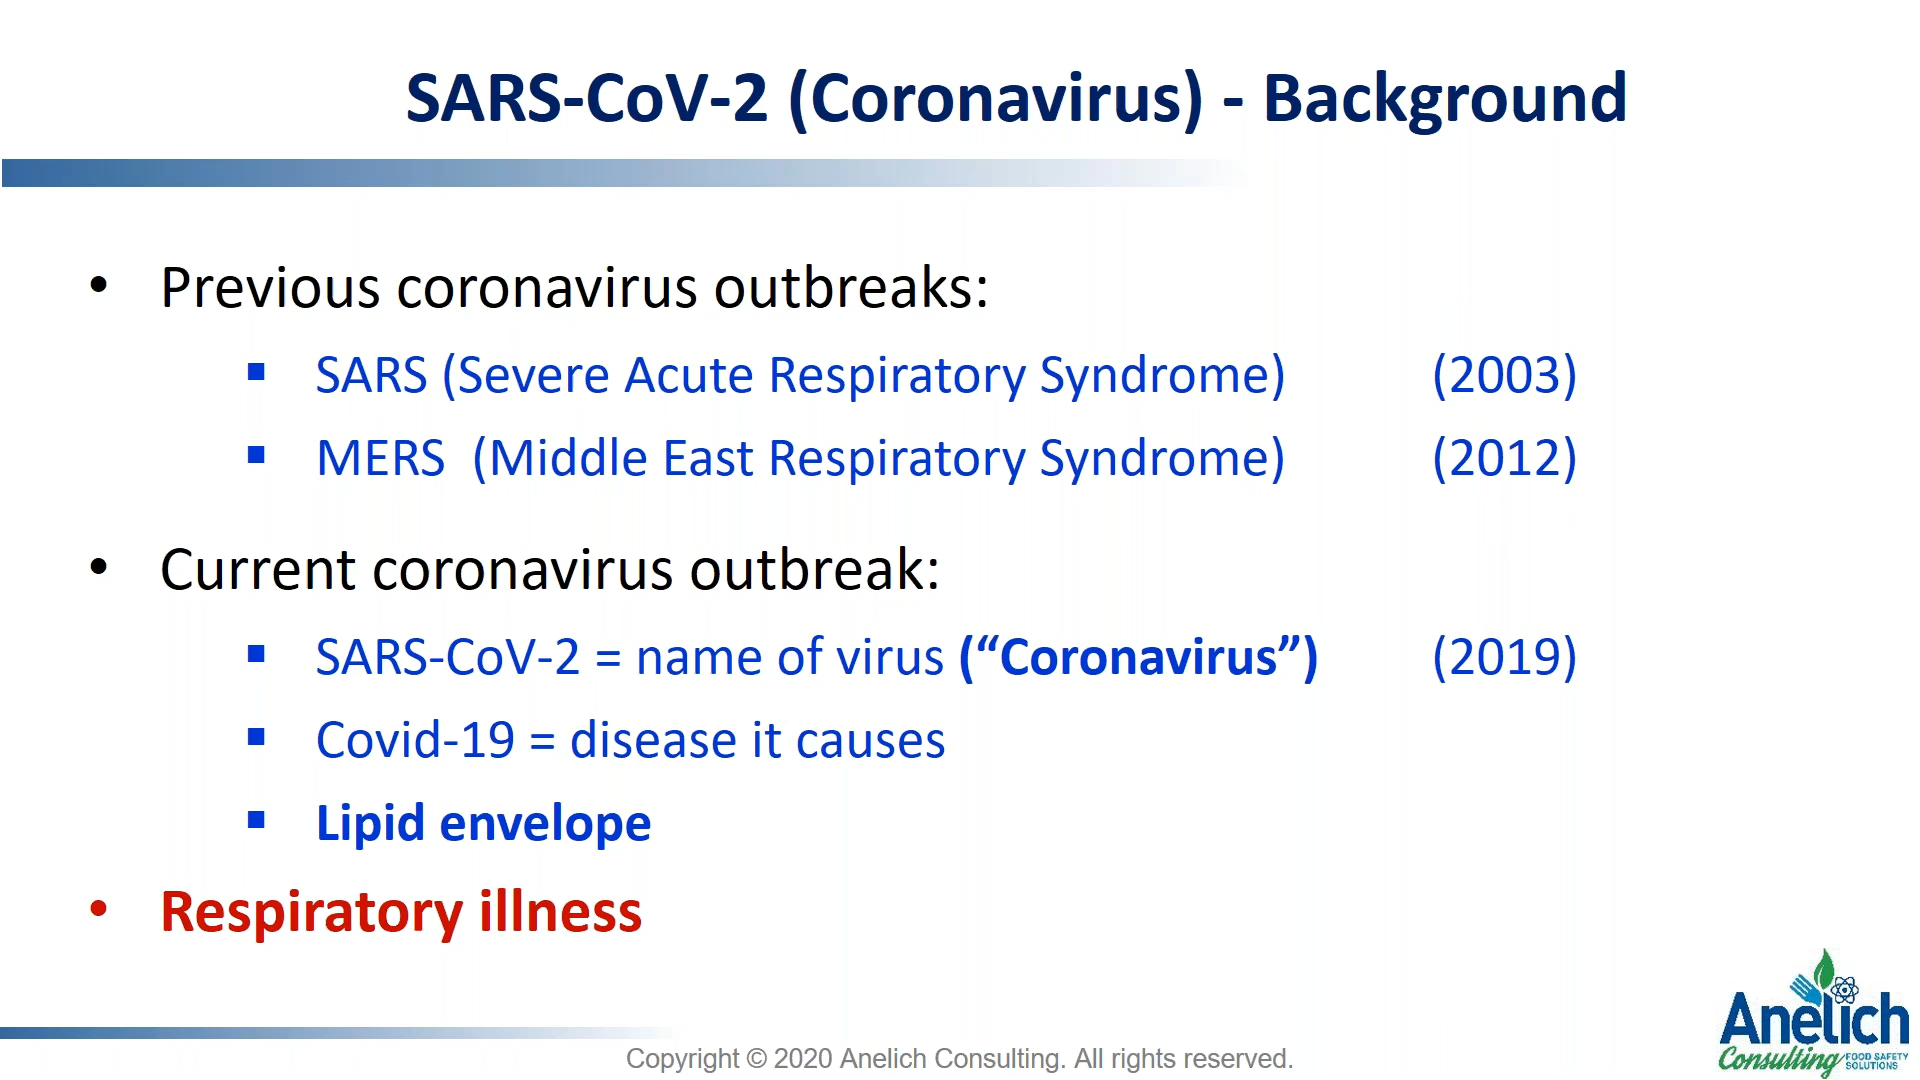 SARS-CoV-2 (Coronavirus) - Background
• Previous coronavirus outbreaks:
▪ SARS (Severe Acute Respiratory Syndrome) (2003)
▪ MERS (Middle East Respiratory Syndrome) (2012)
• Current coronavirus outbreak:
▪ SARS-CoV-2 = name of virus (“Coronavirus”) (2019)
▪ Covid-19 = disease it causes
▪ Lipid envelope
• Respiratory illness
Anelich
Consulting FOOD SAFETY
SOLUTIONS
Copyright © 2020 Anelich Consulting. All rights reserved.